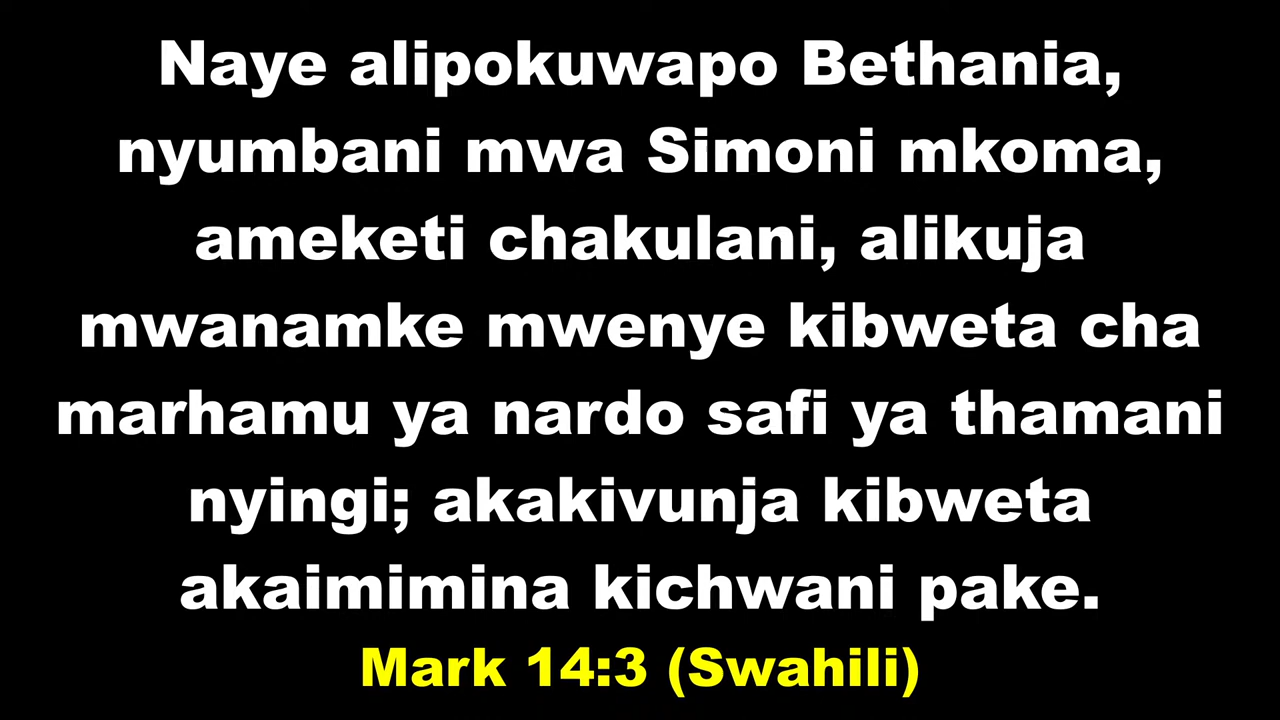 Naye alipokuwapo Bethania,
nyumbani mwa Simoni mkoma,
ameketi chakulani, alikuja
mwanamke mwenye kibweta cha
marhamu ya nardo safi ya thamani
nyingi; akakivunja kibweta
akaimimina kichwani pake.
Mark 14:3 (Swahili)